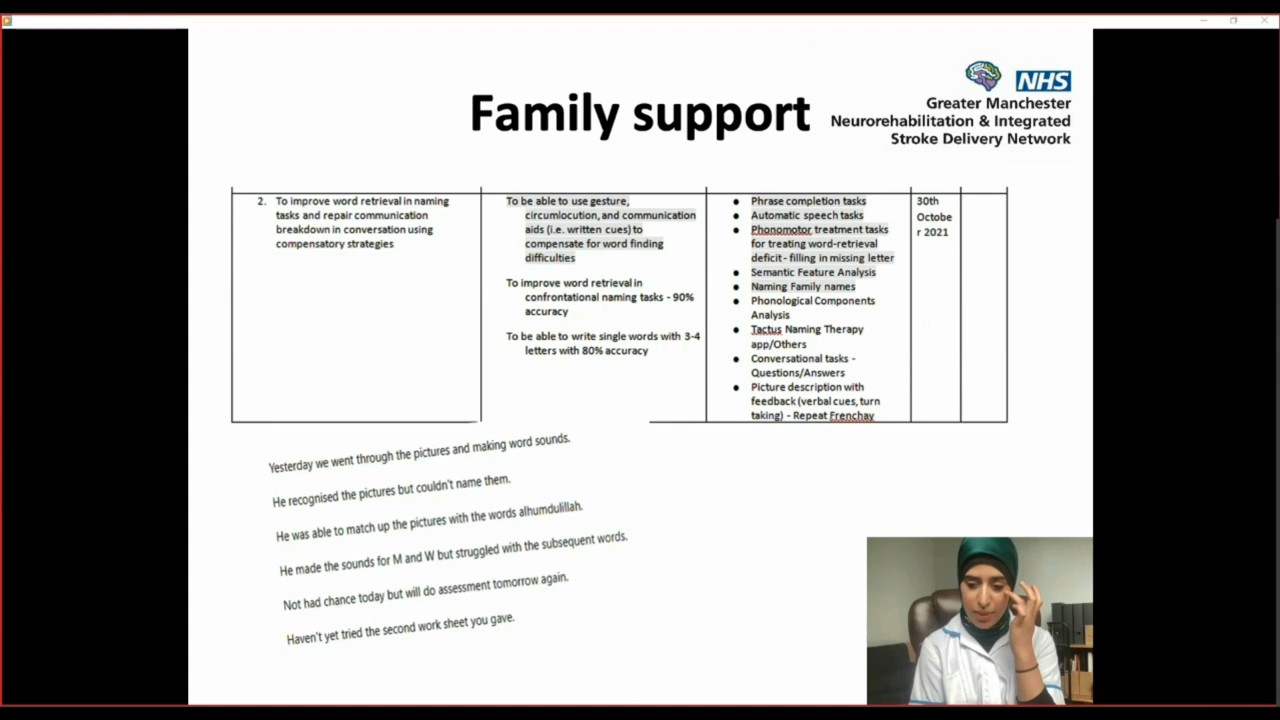 Family support
NHS
Greater Manchester
Neurorehabilitation & Integrated
Stroke Delivery Network
2. To improve word retrieval in naming
tasks and repair communication
breakdown in conversation using
compensatory strategies
To be able to use gesture,
circumlocution, and communication
aids (i.e. written cues) to
compensate for word finding
difficulties
To improve word retrieval in
confrontational naming tasks - 90%
accuracy
To be able to write single words with 3-4
letters with 80% accuracy
● Phrase completion tasks
● Automatic speech tasks
● Phonomotor treatment tasks
for treating word-retrieval
deficit - filling in missing letter
● Semantic Feature Analysis
● Naming Family names
● Phonological Components
Analysis
● Tactus Naming Therapy
app/Others
● Conversational tasks -
Questions/Answers
● Picture description with
feedback (verbal cues, turn
taking) - Repeat Frenchay
30th
Octobe
r 2021
Yesterday we went through the pictures and making word sounds.
He recognised the pictures but couldn't name them.
He was able to match up the pictures with the words alhumdulillah.
He made the sounds for M and W but struggled with the subsequent words.
Not had chance today but will do assessment tomorrow again.
Haven't yet tried the second work sheet you gave.